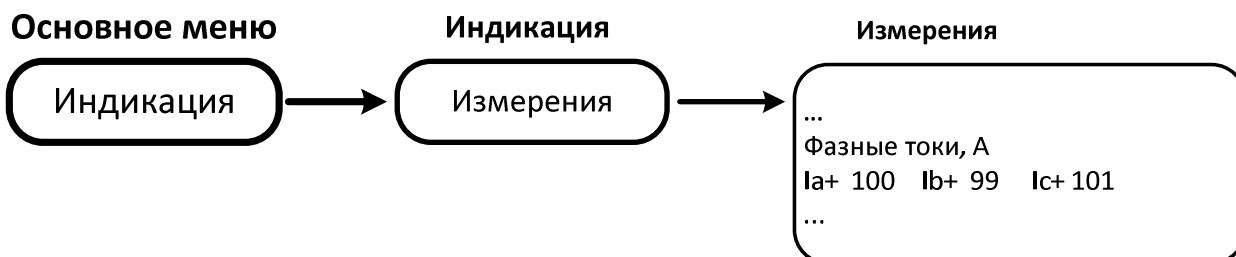 Основное меню
Индикация
Индикация
Измерения
Измерения
...
Фазные токи, А
Ia+ 100 Ib+ 99 Ic+ 101
...